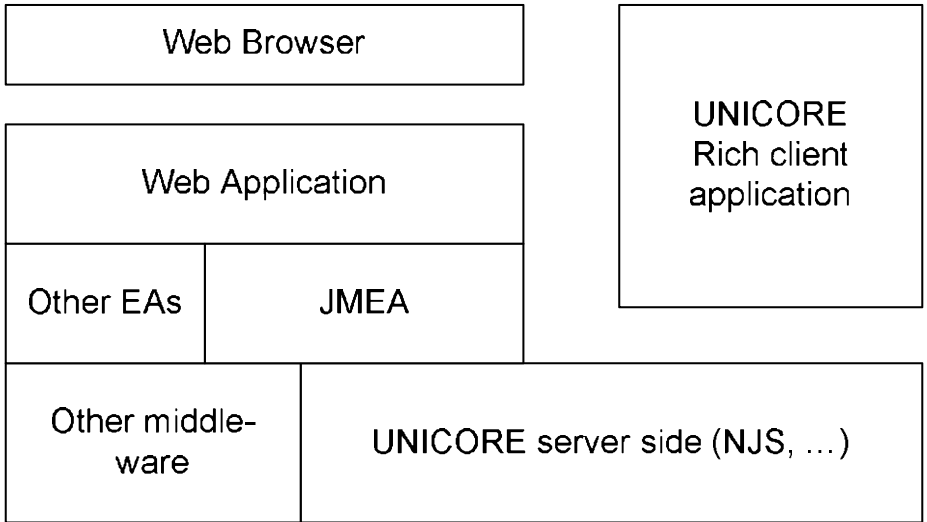 Web Browser
UNICORE
Rich client
application
Web Application
Other EAs
JMEA
Other middle-
ware
UNICORE server side (NJS, …)